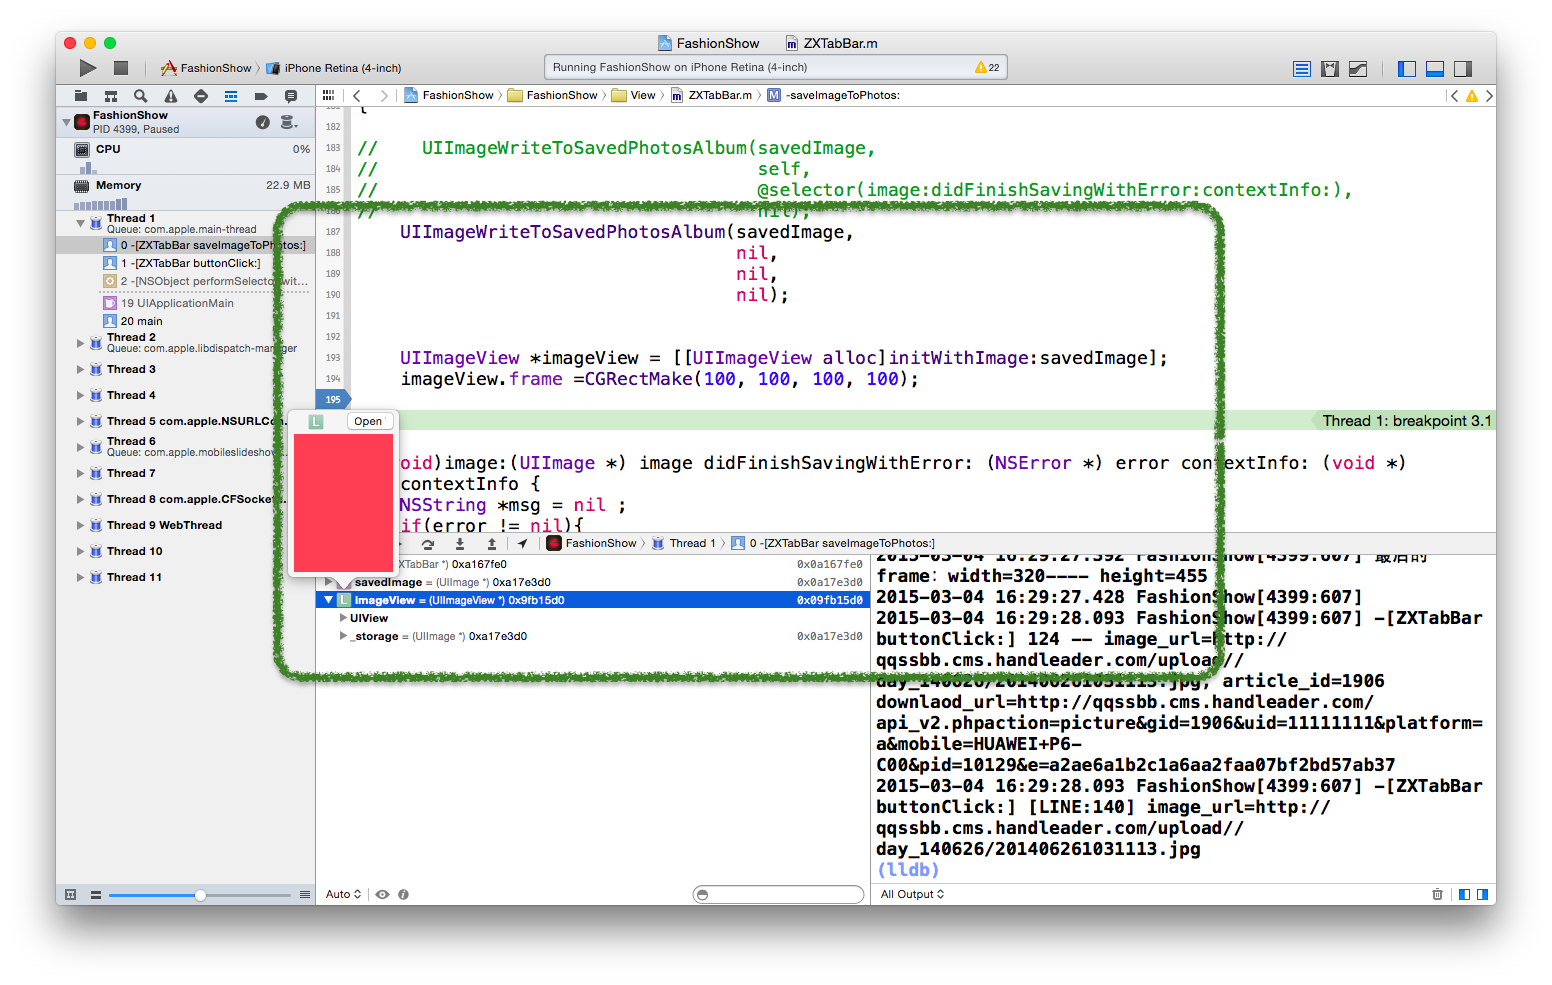 FashionShow ZXTabBar.m
FashionShow iPhone Retina (4-inch)
Running FashionShow on iPhone Retina (4-inch) 22
FashionShow FashionShow View ZXTabBar.m M -saveImageToPhotos:
FashionShow
PID 4399, Paused
CPU 0%
Memory 22.9 MB
Thread 1
Queue: com.apple.main-thread
0 -[ZXTabBar saveImageToPhotos:]
1 -[ZXTabBar buttonClick:]
2 -[NSObject performSelector:wit...
19 UIApplicationMain
20 main
Thread 2
Queue: com.apple.libdispatch-manager
Thread 3
Thread 4
Thread 5 com.apple.NSURLCon...
Thread 6
Queue: com.apple.mobileslideshow...
Thread 7
Thread 8 com.apple.CFSocket...
Thread 9 WebThread
Thread 10
Thread 11
181 {
182
183 // UIImageWriteToSavedPhotosAlbum(savedImage,
184 // self,
185 // @selector(image:didFinishSavingWithError:contextInfo:),
186 // nil);
187 UIImageWriteToSavedPhotosAlbum(savedImage,
188 nil,
189 nil,
190 nil);
191
192
193 UIImageView *imageView = [[UIImageView alloc]initWithImage:savedImage];
194 imageView.frame =CGRectMake(100, 100, 100, 100);
195
Thread 1: breakpoint 3.1
L Open
oid)image:(UIImage *) image didFinishSavingWithError: (NSError *) error contextInfo: (void *)
contextInfo {
NSString *msg = nil ;
if(error != nil){
FashionShow Thread 1 0 -[ZXTabBar saveImageToPhotos:]
xTabBar *) 0xa167fe0 0x0a167fe0
savedImage = (UIImage *) 0xa17e3d0 0x0a17e3d0
L imageView = (UIImageView *) 0x9fb15d0 0x09fb15d0
UIView
_storage = (UIImage *) 0xa17e3d0 0x0a17e3d0
2015-03-04 16:29:27.392 FashionShow[4399:607] 最后的
frame: width=320---- height=455
2015-03-04 16:29:27.428 FashionShow[4399:607]
2015-03-04 16:29:28.093 FashionShow[4399:607] -[ZXTabBar
buttonClick:] 124 -- image_url=http://
qqssbb.cms.handleader.com/upload//
day_140626/201406261031113.jpg, article_id=1906
downlaod_url=http://qqssbb.cms.handleader.com/
api_v2.phpaction=picture&gid=1906&uid=11111111&platform=
a&mobile=HUAWEI+P6-
C00&pid=10129&e=a2ae6a1b2c1a6aa2faa07bf2bd57ab37
2015-03-04 16:29:28.093 FashionShow[4399:607] -[ZXTabBar
buttonClick:] [LINE:140] image_url=http://
qqssbb.cms.handleader.com/upload//
day_140626/201406261031113.jpg
(lldb)
Auto All Output